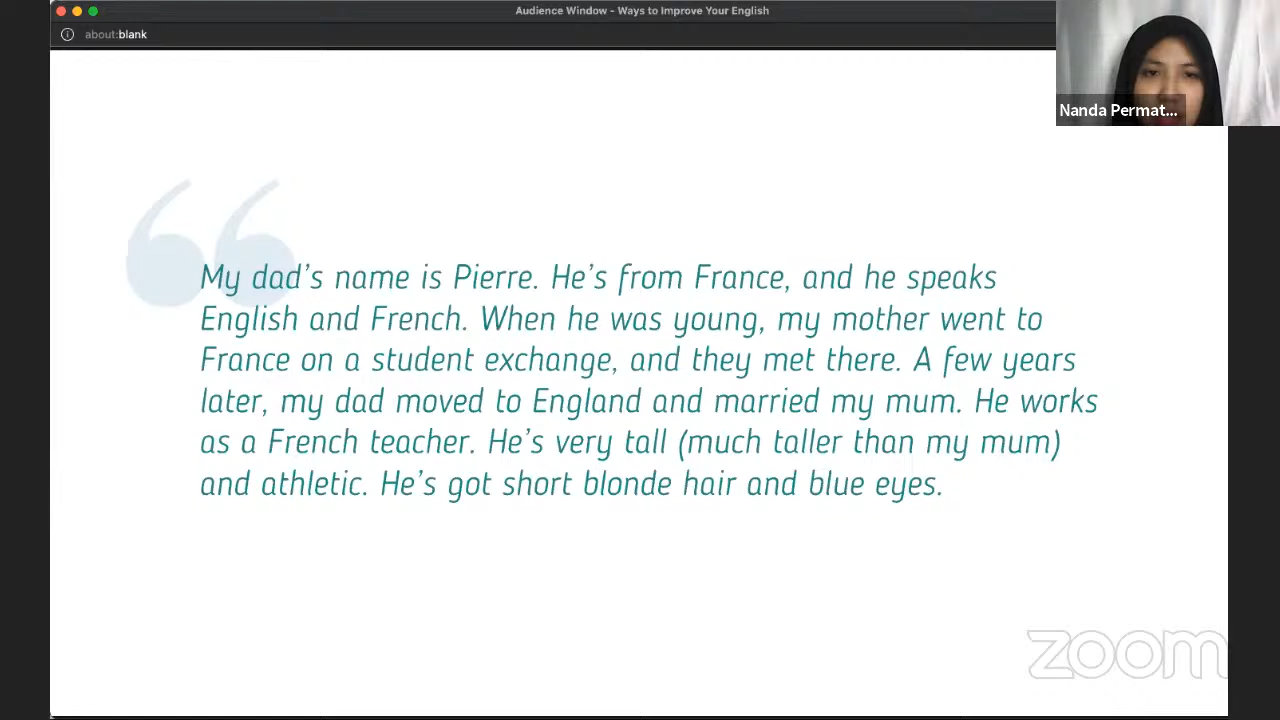 Audience Window - Ways to Improve Your English
about:blank
Nanda Permat...
My dad's name is Pierre. He's from France, and he speaks
English and French. When he was young, my mother went to
France on a student exchange, and they met there. A few years
later, my dad moved to England and married my mum. He works
as a French teacher. He's very tall (much taller than my mum)
and athletic. He's got short blonde hair and blue eyes.
zoom